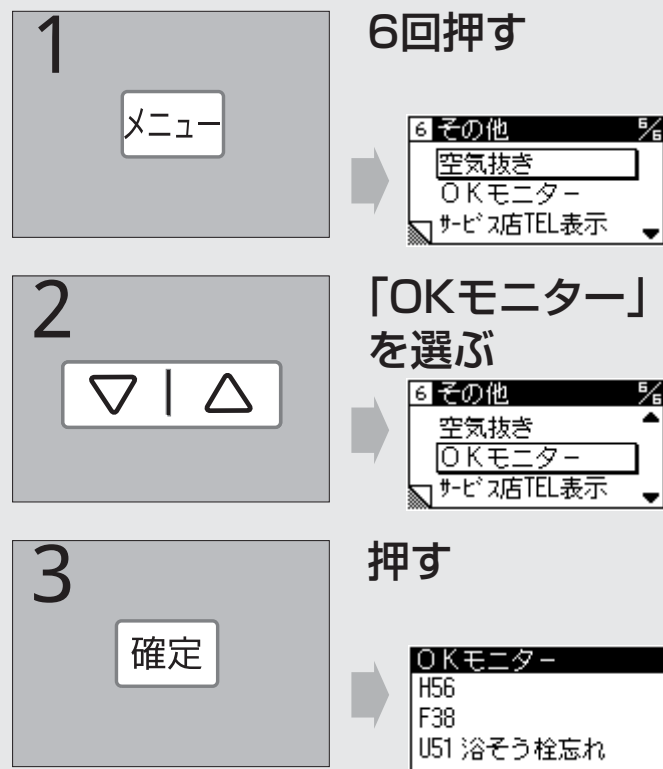 1
メニュー
6回押す
6 その他 5/6
空気抜き
OKモニター
サービス店TEL表示
2
▽ | △
「OKモニター」
を選ぶ
6 その他 5/6
空気抜き
OKモニター
サービス店TEL表示
3
確定
押す
OKモニター
H56
F38
U51 浴そう栓忘れ